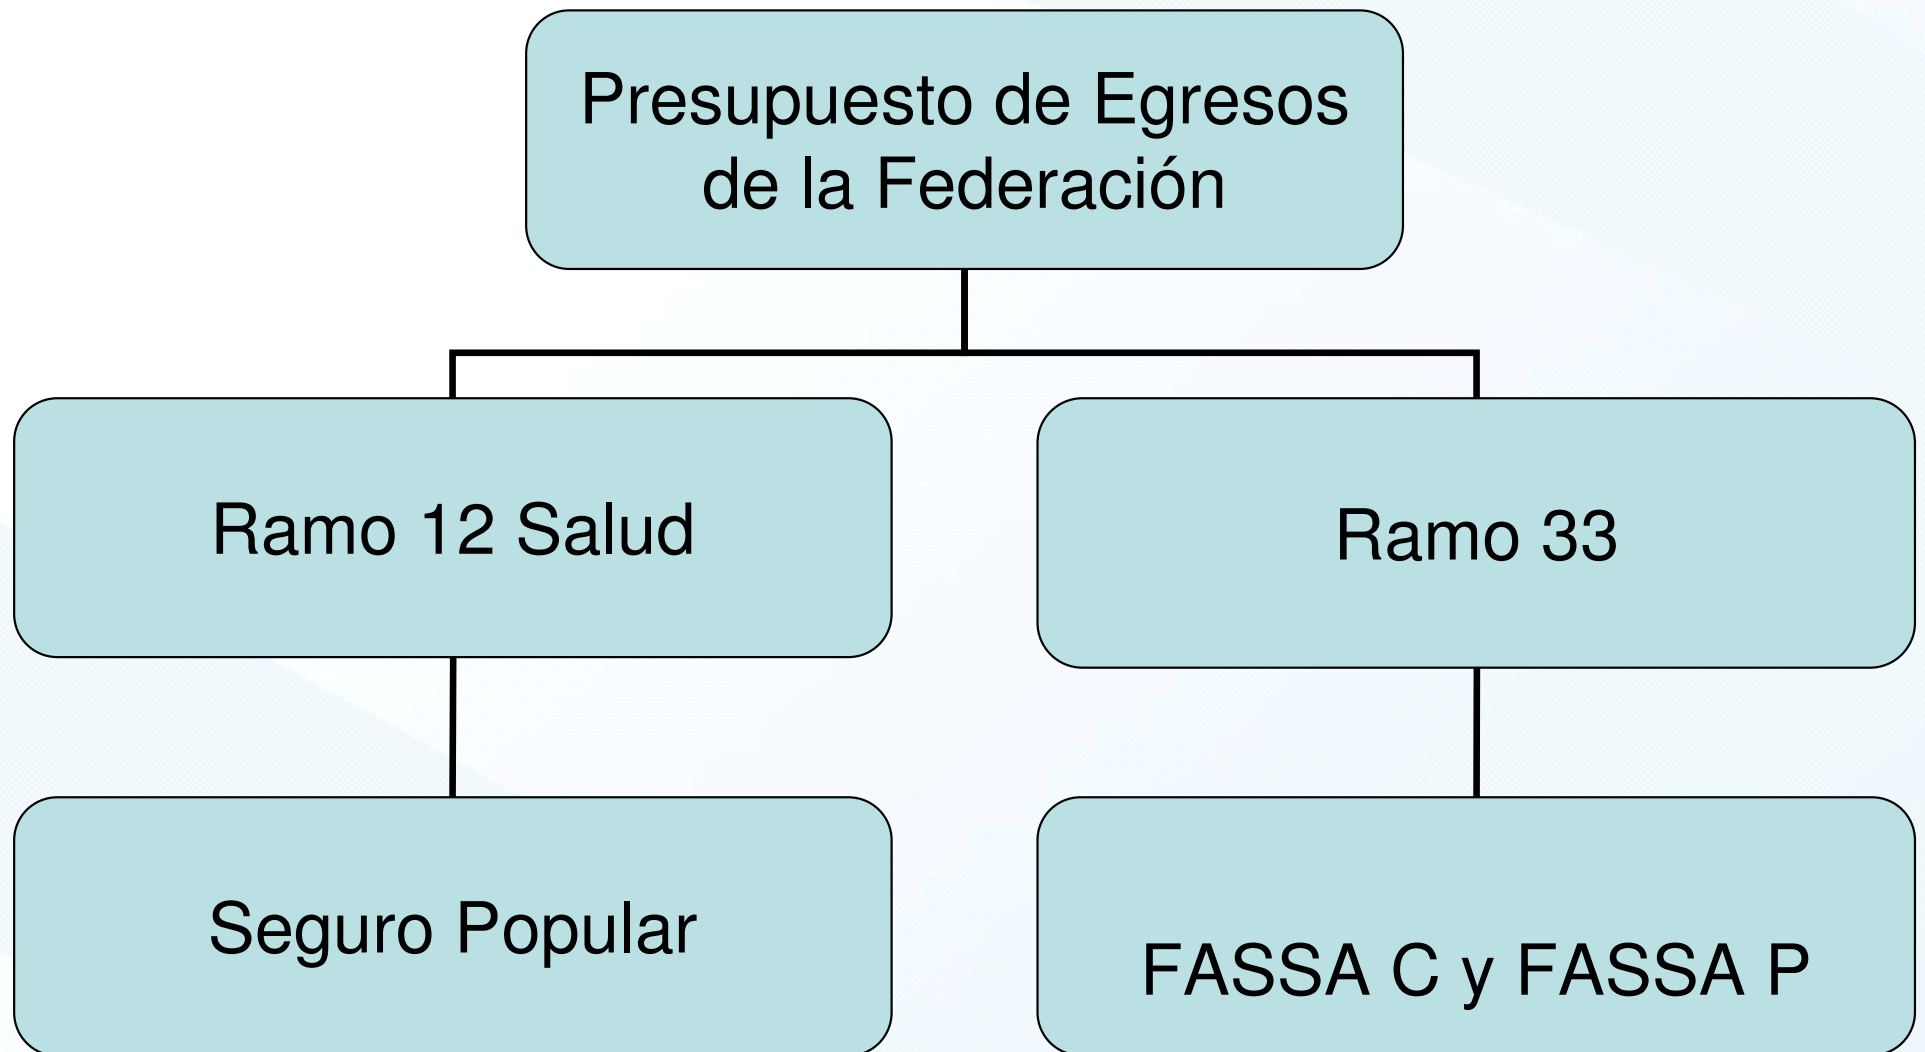 Presupuesto de Egresos
de la Federación
Ramo 12 Salud
Ramo 33
Seguro Popular
FASSA C y FASSA P